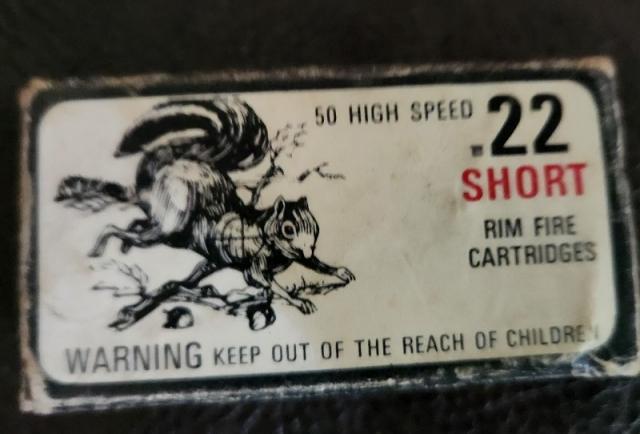 50 HIGH SPEED .22
SHORT
RIM FIRE
CARTRIDGES
WARNING KEEP OUT OF THE REACH OF CHILDREN